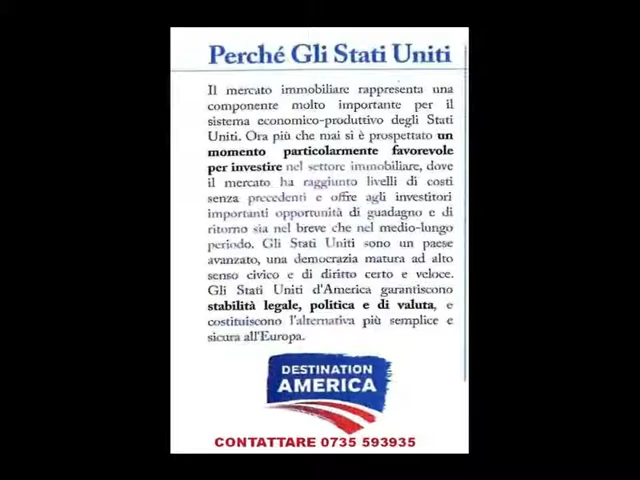 Perché Gli Stati Uniti
Il mercato immobiliare rappresenta una
componente molto importante per il
sistema economico-produttivo degli Stati
Uniti. Ora più che mai si è prospettato un
momento particolarmente favorevole
per investire nel settore immobiliare, dove
il mercato ha raggiunto livelli di costi
senza precedenti e offre agli investitori
importanti opportunità di guadagno e di
ritorno sia nel breve che nel medio-lungo
periodo. Gli Stati Uniti sono un paese
avanzato, una democrazia matura ad alto
senso civico e di diritto certo e veloce.
Gli Stati Uniti d'America garantiscono
stabilità legale, politica e di valuta, e
costituiscono l'alternativa più semplice e
sicura all'Europa.
DESTINATION
AMERICA
CONTATTARE 0735 593935